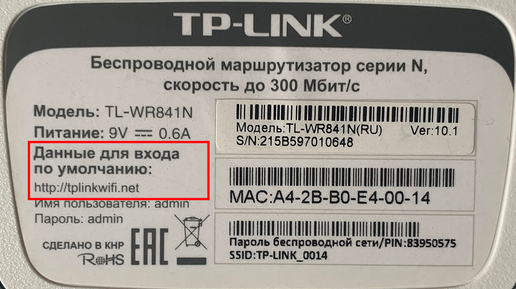 TP-LINK
Беспроводной маршрутизатор серии N,
скорость до 300 Мбит/с
Модель: TL-WR841N
Питание: 9V ⎓ 0.6A
Данные для входа
по умолчанию:
http://tplinkwifi.net
Имя пользователя: admin
Пароль: admin
СДЕЛАНО В КНР
RoHS
EAC
Модель:TL-WR841N(RU) Ver:10.1
S/N:215B597010648
MAC:A4-2B-B0-E4-00-14
Пароль беспроводной сети/PIN:83950575
SSID:TP-LINK_0014